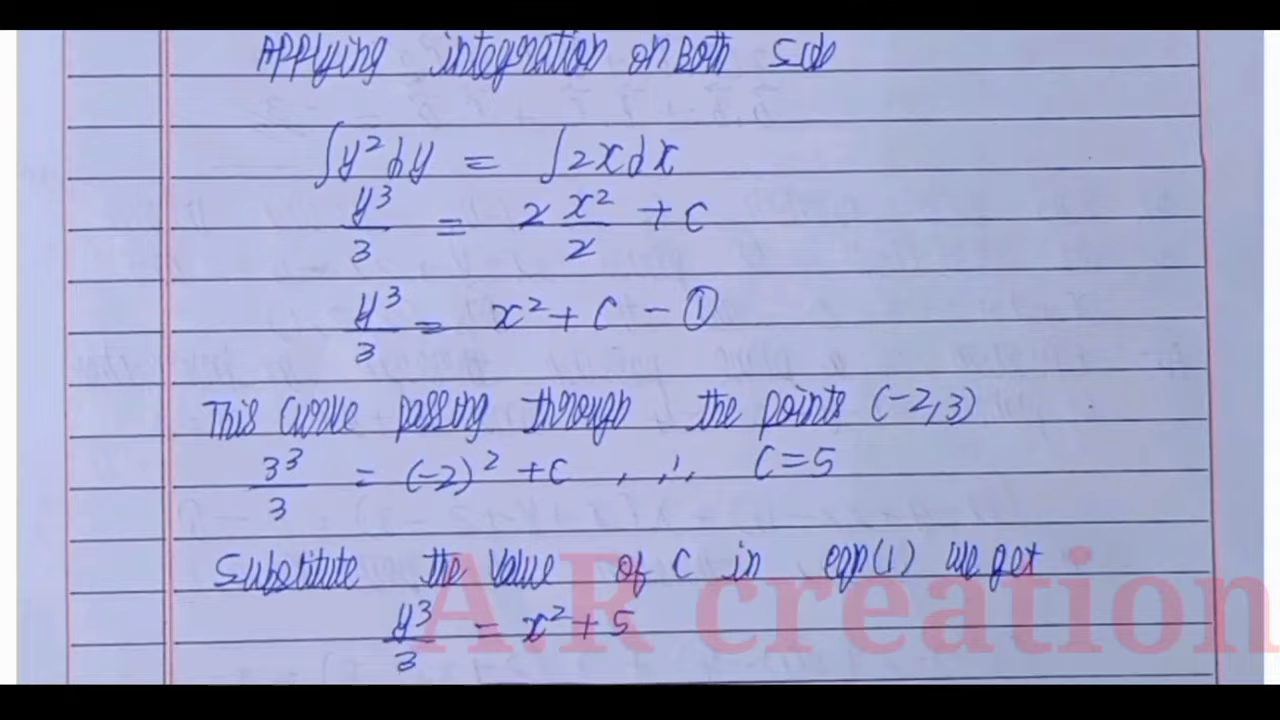 Applying integration on Both side
∫y² dy = ∫2x dx
y³/3 = 2 x²/2 + c
y³/3 = x² + c - ①
This curve passing through the points (-2,3)
3³/3 = (-2)² + c , ∴ c = 5
Substitute the value of c in eqn(1) we get
A.R creation
y³/3 = x² + 5